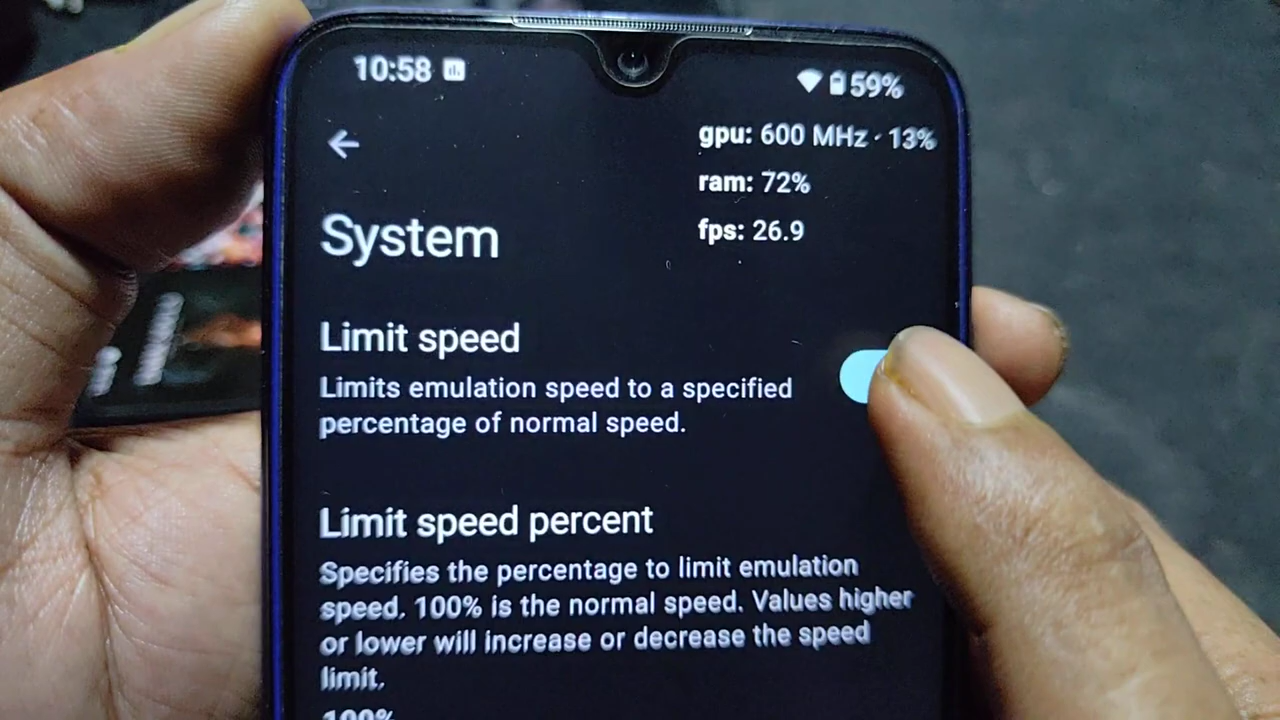 10:58 59%
gpu: 600 MHz · 13%
ram: 72%
fps: 26.9
System
Limit speed
Limits emulation speed to a specified
percentage of normal speed.
Limit speed percent
Specifies the percentage to limit emulation
speed. 100% is the normal speed. Values higher
or lower will increase or decrease the speed
limit.
100%